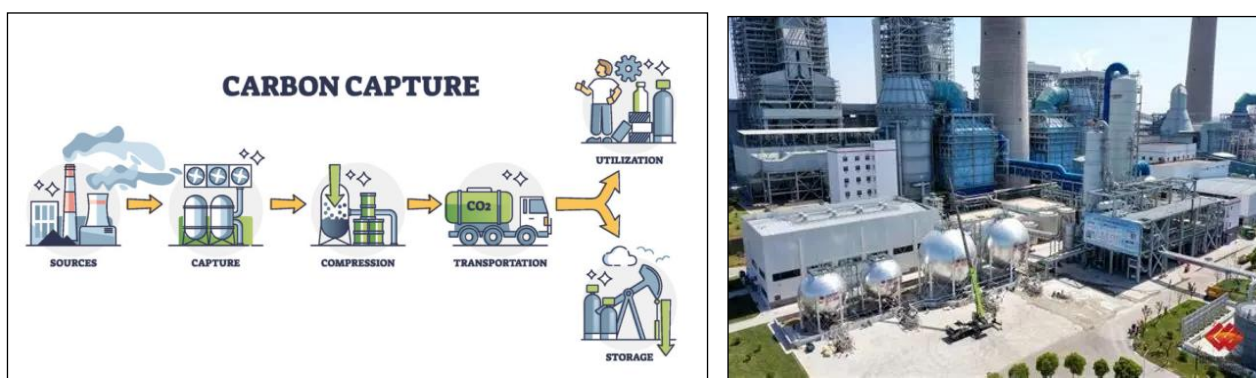 CARBON CAPTURE
SOURCES
CAPTURE
COMPRESSION
CO2
TRANSPORTATION
UTILIZATION
STORAGE